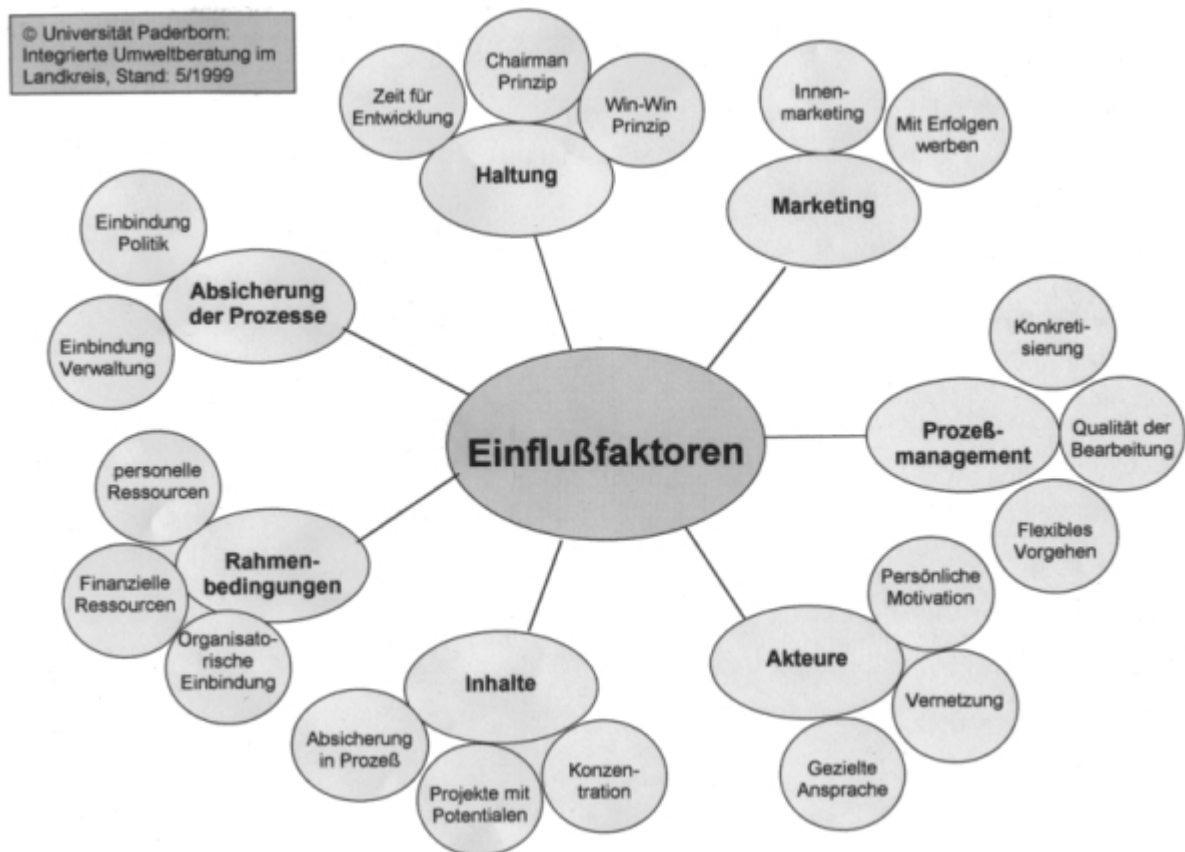 © Universität Paderborn:
Integrierte Umweltberatung im
Landkreis, Stand: 5/1999
Zeit für
Entwicklung
Chairman
Prinzip
Win-Win
Prinzip
Haltung
Innen-
marketing
Mit Erfolgen
werben
Marketing
Einbindung
Politik
Einbindung
Verwaltung
Absicherung
der Prozesse
Konkreti-
sierung
Qualität der
Bearbeitung
Flexibles
Vorgehen
Prozeß-
management
Einflußfaktoren
personelle
Ressourcen
Finanzielle
Ressourcen
Organisato-
rische
Einbindung
Rahmen-
bedingungen
Inhalte
Absicherung
in Prozeß
Projekte mit
Potentialen
Konzen-
tration
Akteure
Persönliche
Motivation
Vernetzung
Gezielte
Ansprache